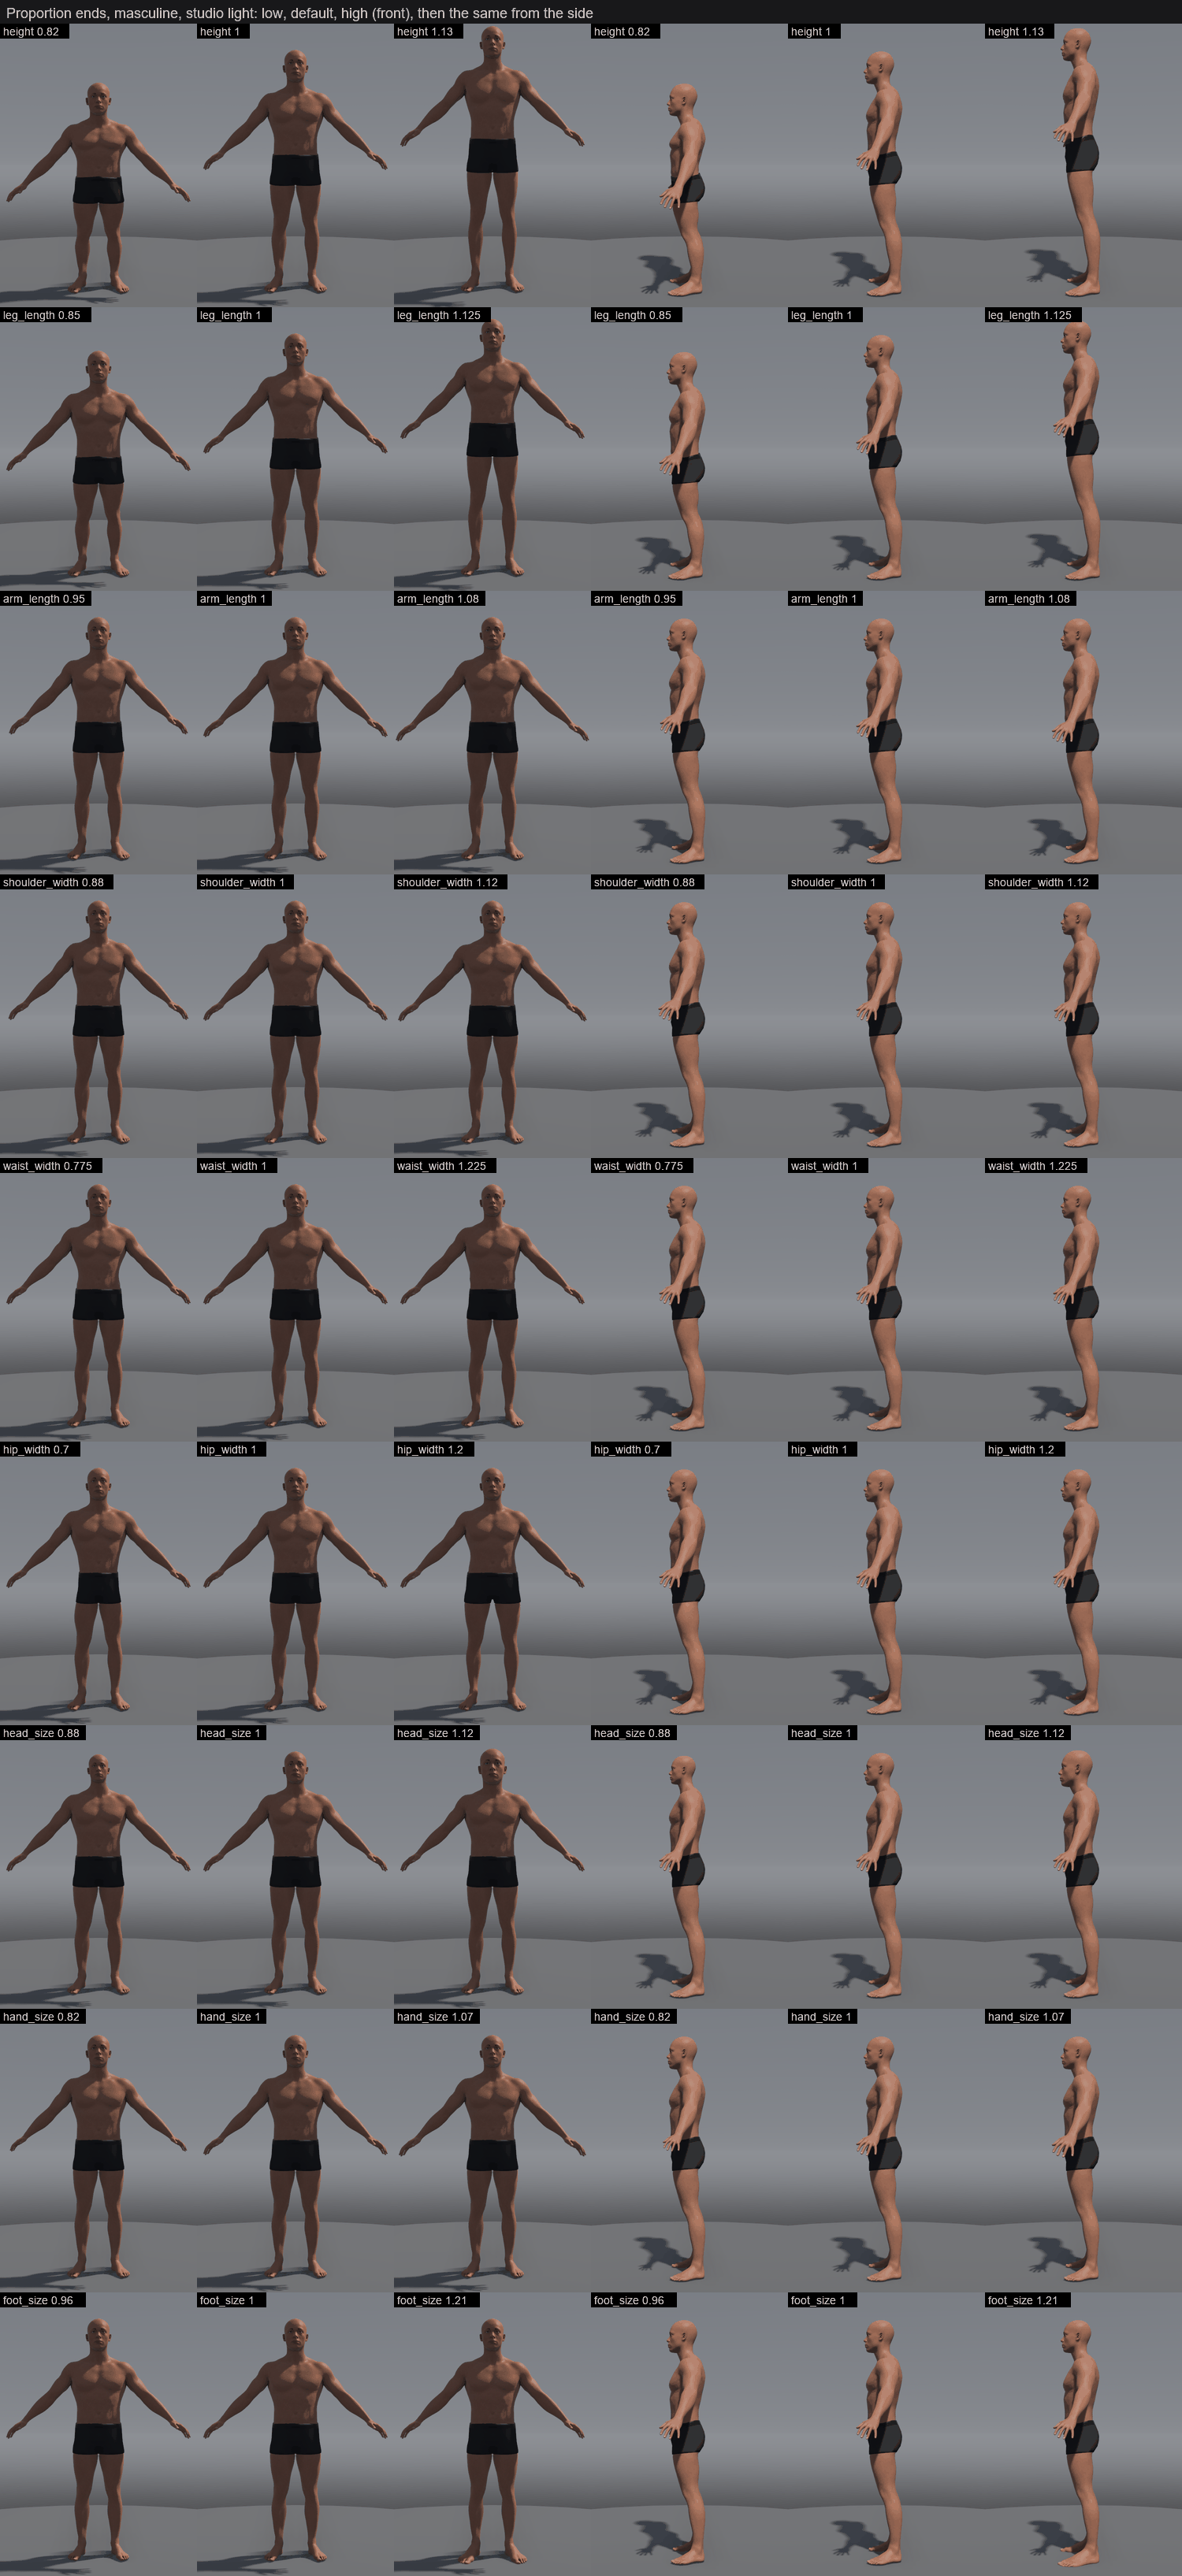 Proportion ends, masculine, studio light: low, default, high (front), then the same from the side
height 0.82 height 1 height 1.13 height 0.82 height 1 height 1.13
leg_length 0.85 leg_length 1 leg_length 1.125 leg_length 0.85 leg_length 1 leg_length 1.125
arm_length 0.95 arm_length 1 arm_length 1.08 arm_length 0.95 arm_length 1 arm_length 1.08
shoulder_width 0.88 shoulder_width 1 shoulder_width 1.12 shoulder_width 0.88 shoulder_width 1 shoulder_width 1.12
waist_width 0.775 waist_width 1 waist_width 1.225 waist_width 0.775 waist_width 1 waist_width 1.225
hip_width 0.7 hip_width 1 hip_width 1.2 hip_width 0.7 hip_width 1 hip_width 1.2
head_size 0.88 head_size 1 head_size 1.12 head_size 0.88 head_size 1 head_size 1.12
hand_size 0.82 hand_size 1 hand_size 1.07 hand_size 0.82 hand_size 1 hand_size 1.07
foot_size 0.96 foot_size 1 foot_size 1.21 foot_size 0.96 foot_size 1 foot_size 1.21